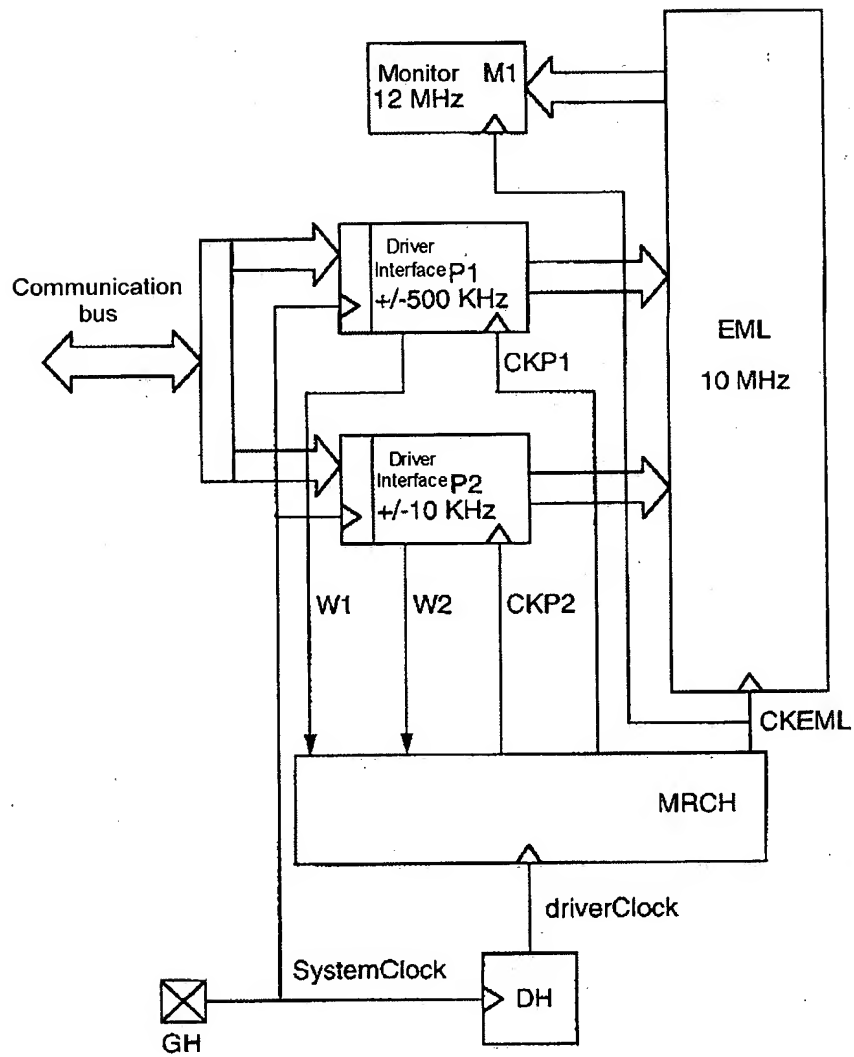 Monitor M1
12 MHz
Driver
Interface P1
+/-500 KHz
Communication
bus
EML
10 MHz
CKP1
Driver
Interface P2
+/-10 KHz
W1
W2
CKP2
CKEML
MRCH
driverClock
SystemClock
DH
GH